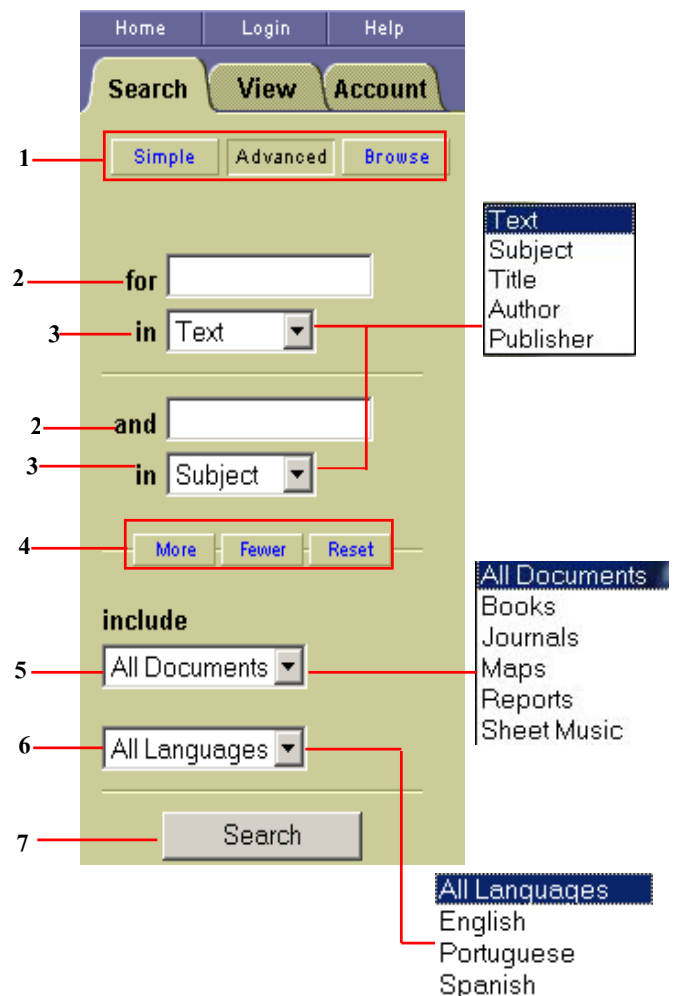 Home Login Help
Search View Account
1 Simple Advanced Browse
2 for
3 in Text
Text
Subject
Title
Author
Publisher
2 and
3 in Subject
4 More Fewer Reset
include
5 All Documents
All Documents
Books
Journals
Maps
Reports
Sheet Music
6 All Languages
7 Search
All Languages
English
Portuguese
Spanish